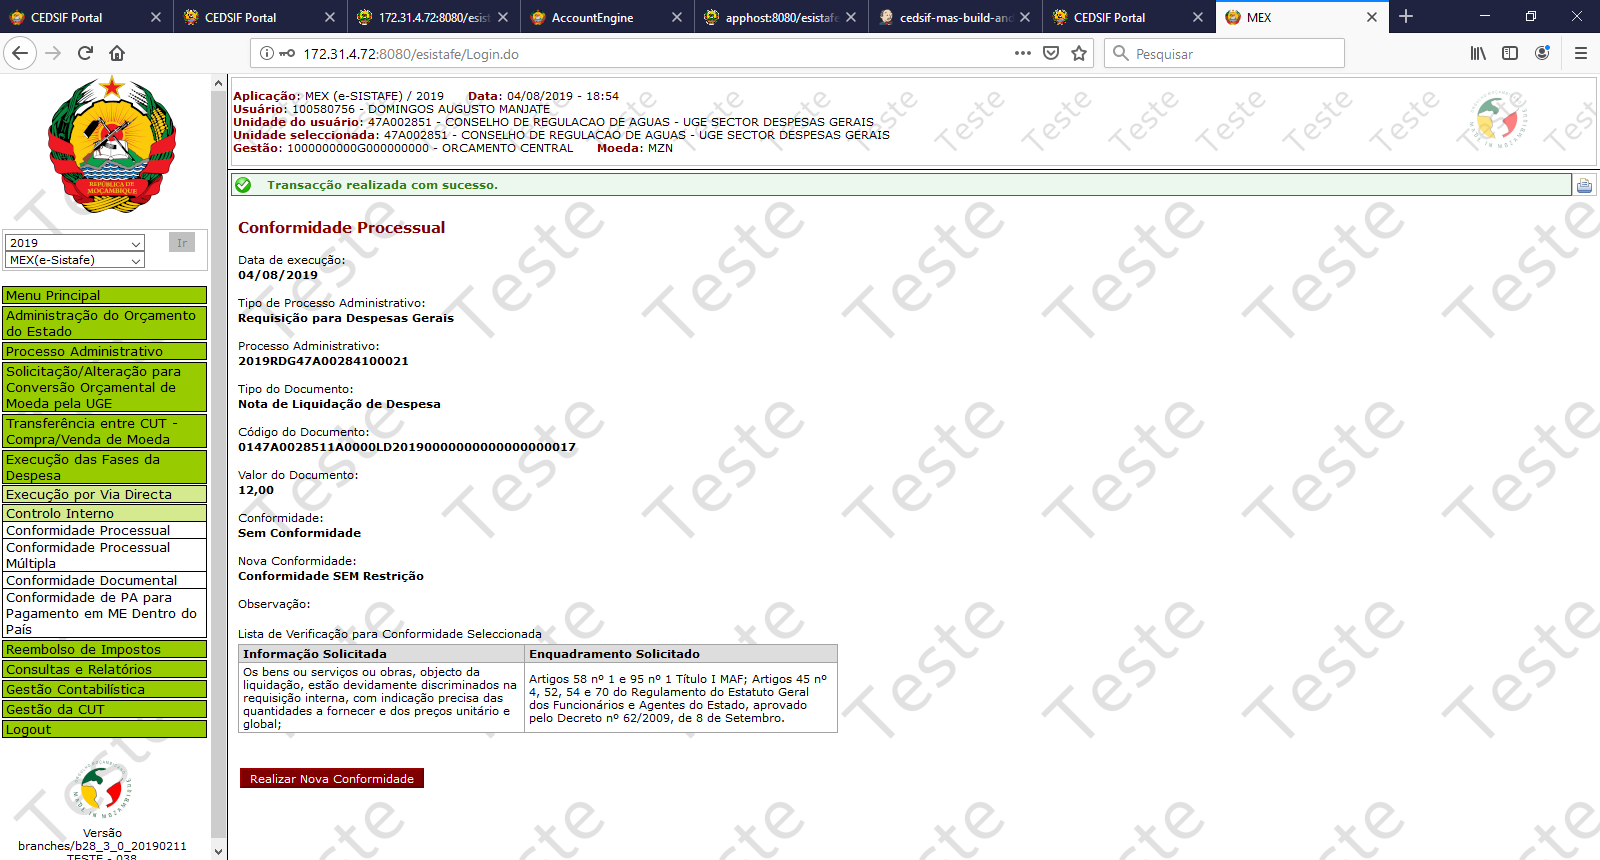 CEDSIF Portal
CEDSIF Portal
172.31.4.72:8080/esist
AccountEngine
apphost:8080/esistafe
cedsif-mas-build-and
CEDSIF Portal
MEX
172.31.4.72:8080/esistafe/Login.do
Pesquisar
REPÚBLICA DE
MOÇAMBIQUE
2019
Ir
MEX(e-Sistafe)
Menu Principal
Administração do Orçamento
do Estado
Processo Administrativo
Solicitação/Alteração para
Conversão Orçamental de
Moeda pela UGE
Transferência entre CUT -
Compra/Venda de Moeda
Execução das Fases da
Despesa
Execução por Via Directa
Controlo Interno
Conformidade Processual
Conformidade Processual
Múltipla
Conformidade Documental
Conformidade de PA para
Pagamento em ME Dentro do
País
Reembolso de Impostos
Consultas e Relatórios
Gestão Contabilística
Gestão da CUT
Logout
MADE IN MOZAMBIQUE
Versão
branches/b28_3_0_20190211
TESTE - 038
Aplicação: MEX (e-SISTAFE) / 2019 Data: 04/08/2019 - 18:54
Usuário: 100580756 - DOMINGOS AUGUSTO MANJATE
Unidade do usuário: 47A002851 - CONSELHO DE REGULACAO DE AGUAS - UGE SECTOR DESPESAS GERAIS
Unidade seleccionada: 47A002851 - CONSELHO DE REGULACAO DE AGUAS - UGE SECTOR DESPESAS GERAIS
Gestão: 1000000000G000000000 - ORCAMENTO CENTRAL Moeda: MZN
Transacção realizada com sucesso.
Conformidade Processual
Data de execução:
04/08/2019
Tipo de Processo Administrativo:
Requisição para Despesas Gerais
Processo Administrativo:
2019RDG47A00284100021
Tipo do Documento:
Nota de Liquidação de Despesa
Código do Documento:
0147A0028511A0000LD20190000000000000000017
Valor do Documento:
12,00
Conformidade:
Sem Conformidade
Nova Conformidade:
Conformidade SEM Restrição
Observação:
Lista de Verificação para Conformidade Seleccionada
Informação Solicitada
Enquadramento Solicitado
Os bens ou serviços ou obras, objecto da
liquidação, estão devidamente discriminados na
requisição interna, com indicação precisa das
quantidades a fornecer e dos preços unitário e
global;
Artigos 58 nº 1 e 95 nº 1 Título I MAF; Artigos 45 nº
4, 52, 54 e 70 do Regulamento do Estatuto Geral
dos Funcionários e Agentes do Estado, aprovado
pelo Decreto nº 62/2009, de 8 de Setembro.
Realizar Nova Conformidade
Teste